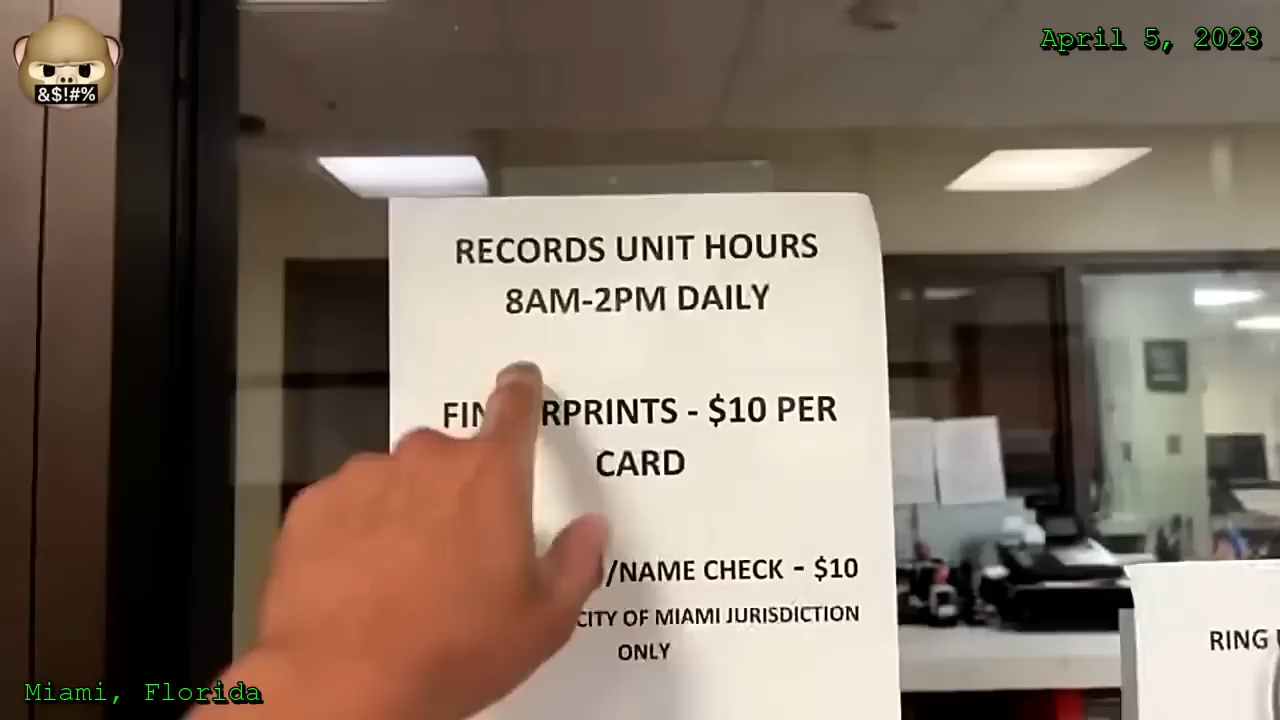 &$!#%
April 5, 2023
RECORDS UNIT HOURS
8AM-2PM DAILY
FIN RPRINTS - $10 PER
CARD
/NAME CHECK - $10
CITY OF MIAMI JURISDICTION
ONLY
RING
Miami, Florida